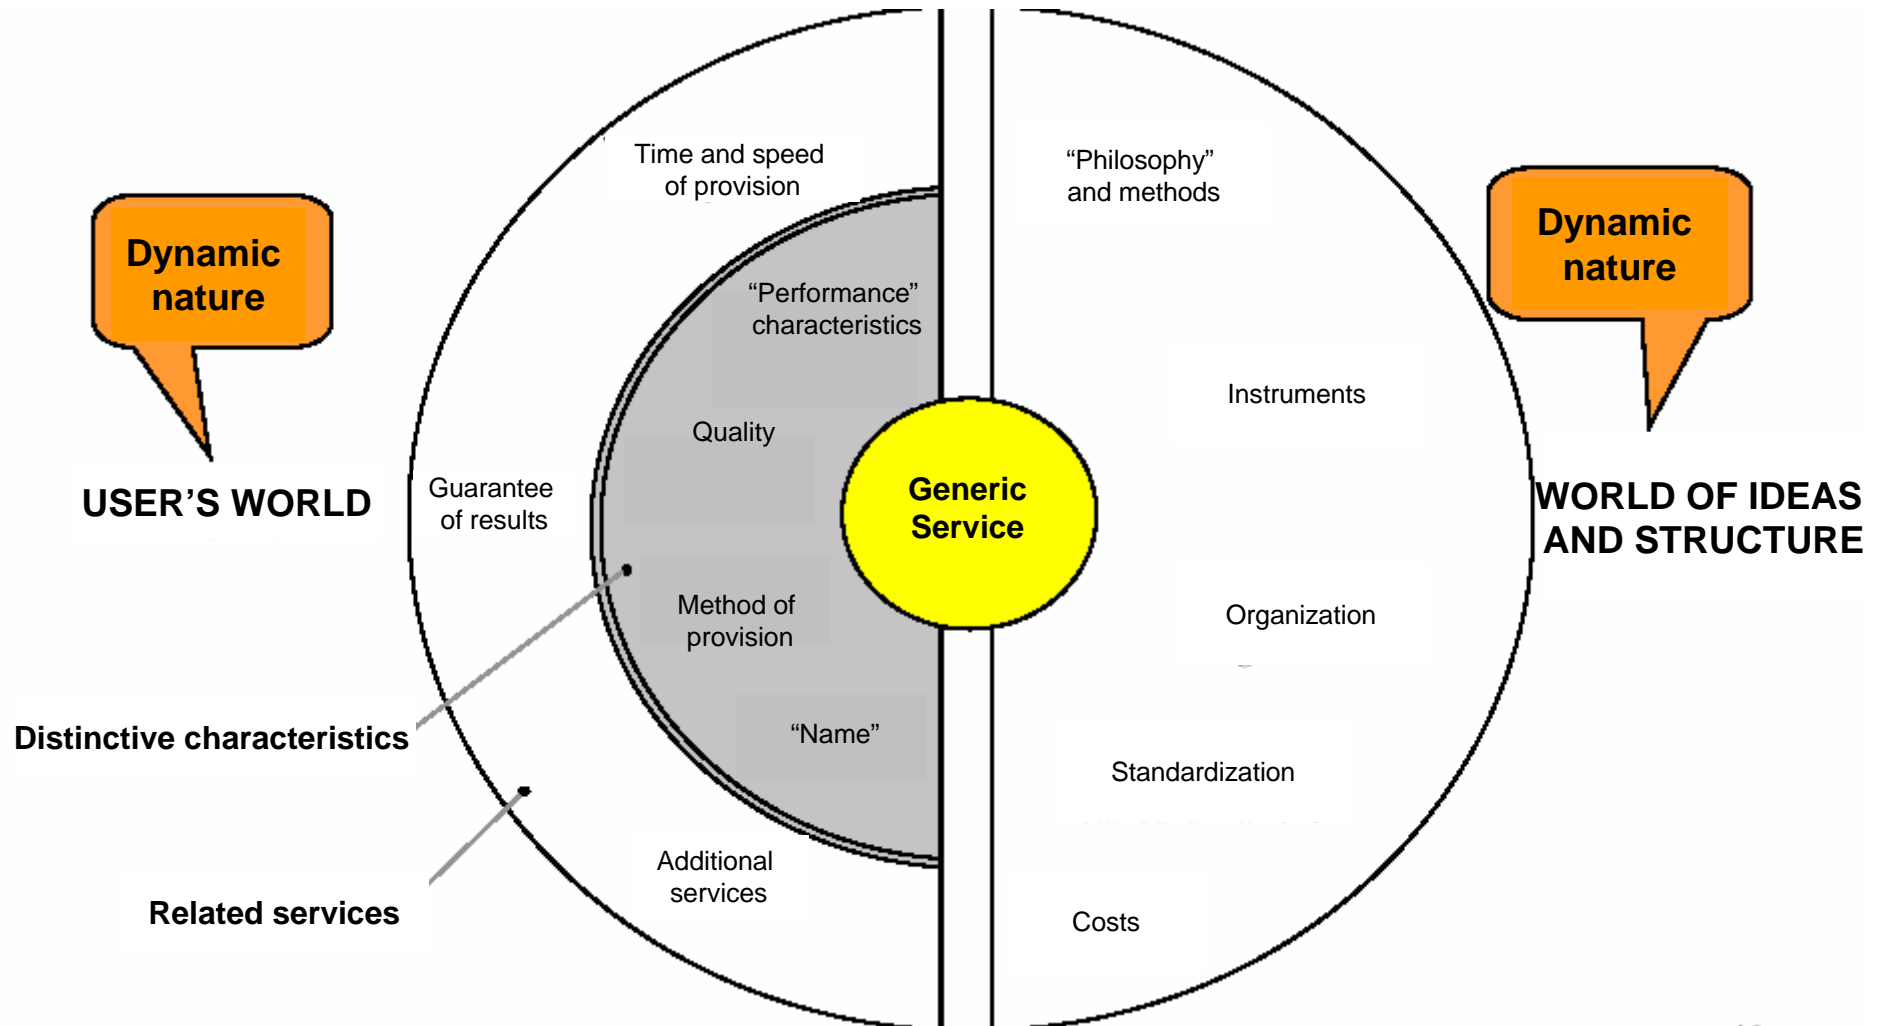 Time and speed
of provision
“Philosophy”
and methods
Dynamic
nature
Dynamic
nature
“Performance”
characteristics
Instruments
Quality
Generic
Service
USER’S WORLD
Guarantee
of results
WORLD OF IDEAS
AND STRUCTURE
Method of
provision
Organization
Distinctive characteristics
“Name”
Standardization
Additional
services
Related services
Costs